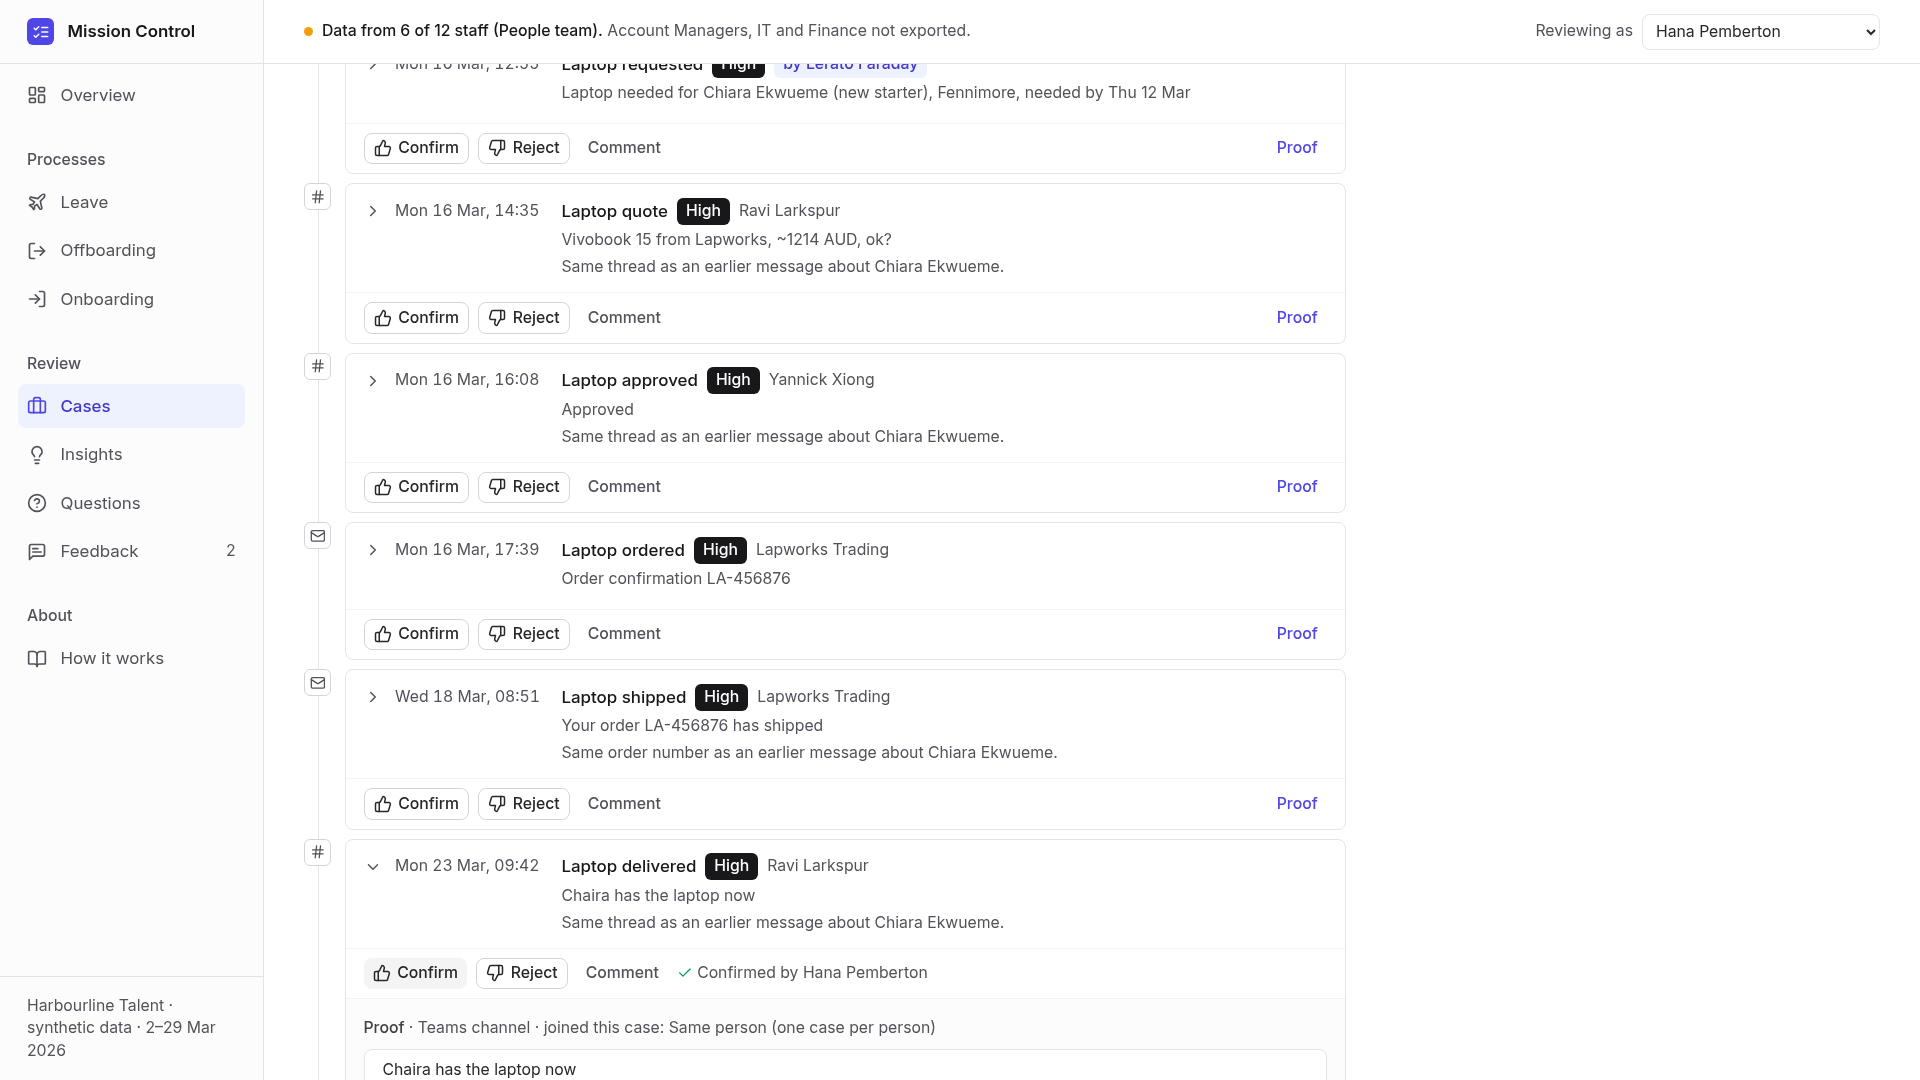 Mission Control
Data from 6 of 12 staff (People team). Account Managers, IT and Finance not exported.
Reviewing as
Hana Pemberton
Overview
Processes
Leave
Offboarding
Onboarding
Review
Cases
Insights
Questions
Feedback 2
About
How it works
Harbourline Talent ·
synthetic data · 2–29 Mar
2026
Mon 16 Mar, 12:55 Laptop requested High by Lerato Faraday
Laptop needed for Chiara Ekwueme (new starter), Fennimore, needed by Thu 12 Mar
Confirm Reject Comment Proof
Mon 16 Mar, 14:35 Laptop quote High Ravi Larkspur
Vivobook 15 from Lapworks, ~1214 AUD, ok?
Same thread as an earlier message about Chiara Ekwueme.
Confirm Reject Comment Proof
Mon 16 Mar, 16:08 Laptop approved High Yannick Xiong
Approved
Same thread as an earlier message about Chiara Ekwueme.
Confirm Reject Comment Proof
Mon 16 Mar, 17:39 Laptop ordered High Lapworks Trading
Order confirmation LA-456876
Confirm Reject Comment Proof
Wed 18 Mar, 08:51 Laptop shipped High Lapworks Trading
Your order LA-456876 has shipped
Same order number as an earlier message about Chiara Ekwueme.
Confirm Reject Comment Proof
Mon 23 Mar, 09:42 Laptop delivered High Ravi Larkspur
Chaira has the laptop now
Same thread as an earlier message about Chiara Ekwueme.
Confirm Reject Comment Confirmed by Hana Pemberton
Proof · Teams channel · joined this case: Same person (one case per person)
Chaira has the laptop now